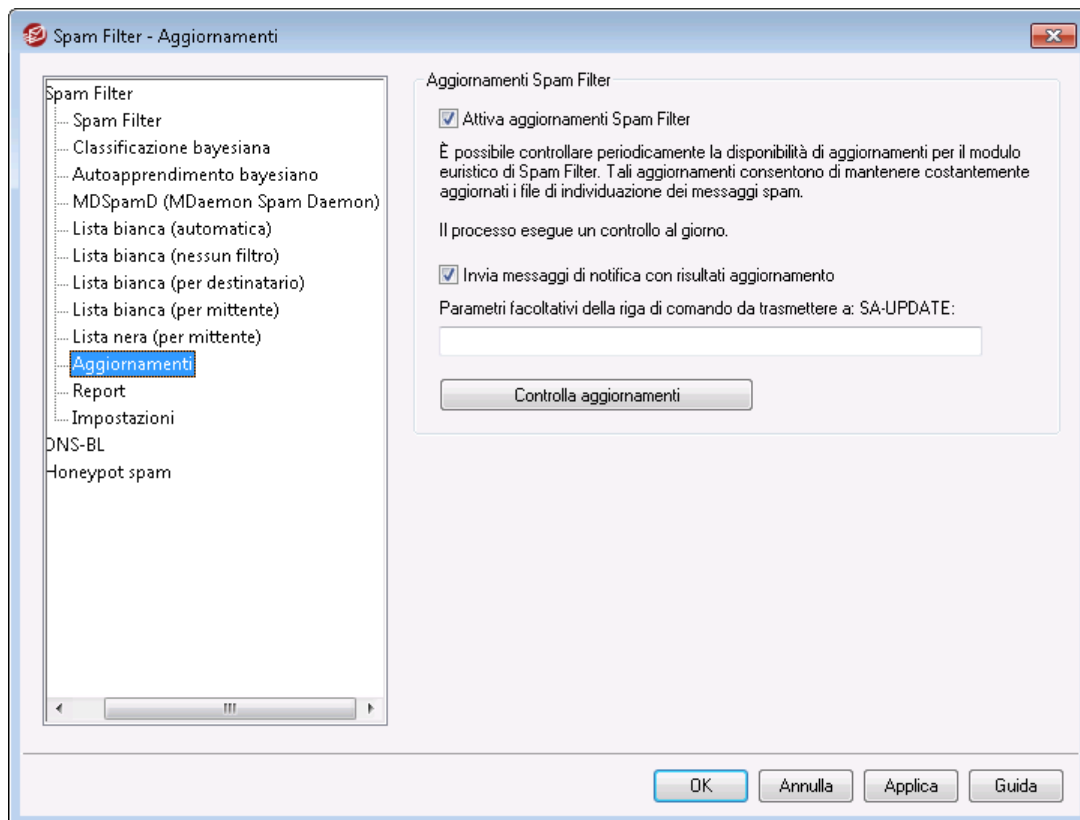 Spam Filter - Aggiornamenti
Spam Filter
Spam Filter
Classificazione bayesiana
Autoapprendimento bayesiano
MDSpamD (MDaemon Spam Daemon)
Lista bianca (automatica)
Lista bianca (nessun filtro)
Lista bianca (per destinatario)
Lista bianca (per mittente)
Lista nera (per mittente)
Aggiornamenti
Report
Impostazioni
DNS-BL
Honeypot spam
Aggiornamenti Spam Filter
Attiva aggiornamenti Spam Filter
È possibile controllare periodicamente la disponibilità di aggiornamenti per il modulo
euristico di Spam Filter. Tali aggiornamenti consentono di mantenere costantemente
aggiornati i file di individuazione dei messaggi spam.
Il processo esegue un controllo al giorno.
Invia messaggi di notifica con risultati aggiornamento
Parametri facoltativi della riga di comando da trasmettere a: SA-UPDATE:
Controlla aggiornamenti
OK
Annulla
Applica
Guida